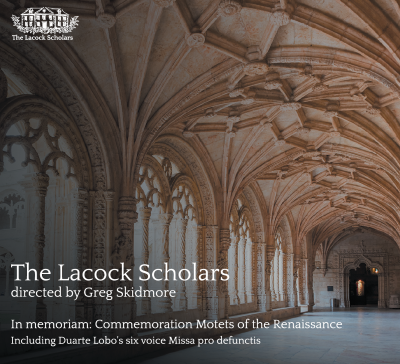 The Lacock Scholars
The Lacock Scholars
directed by Greg Skidmore
In memoriam: Commemoration Motets of the Renaissance
Including Duarte Lobo's six voice Missa pro defunctis